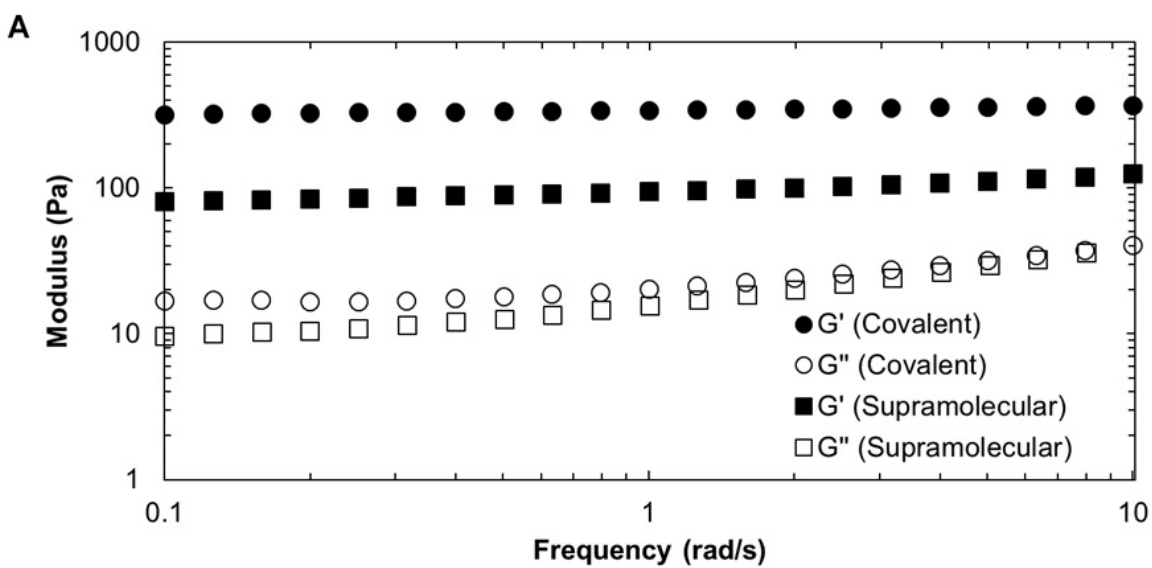 A
1000
100
10
1
Modulus (Pa)
G' (Covalent)
G" (Covalent)
G' (Supramolecular)
G" (Supramolecular)
0.1
1
10
Frequency (rad/s)